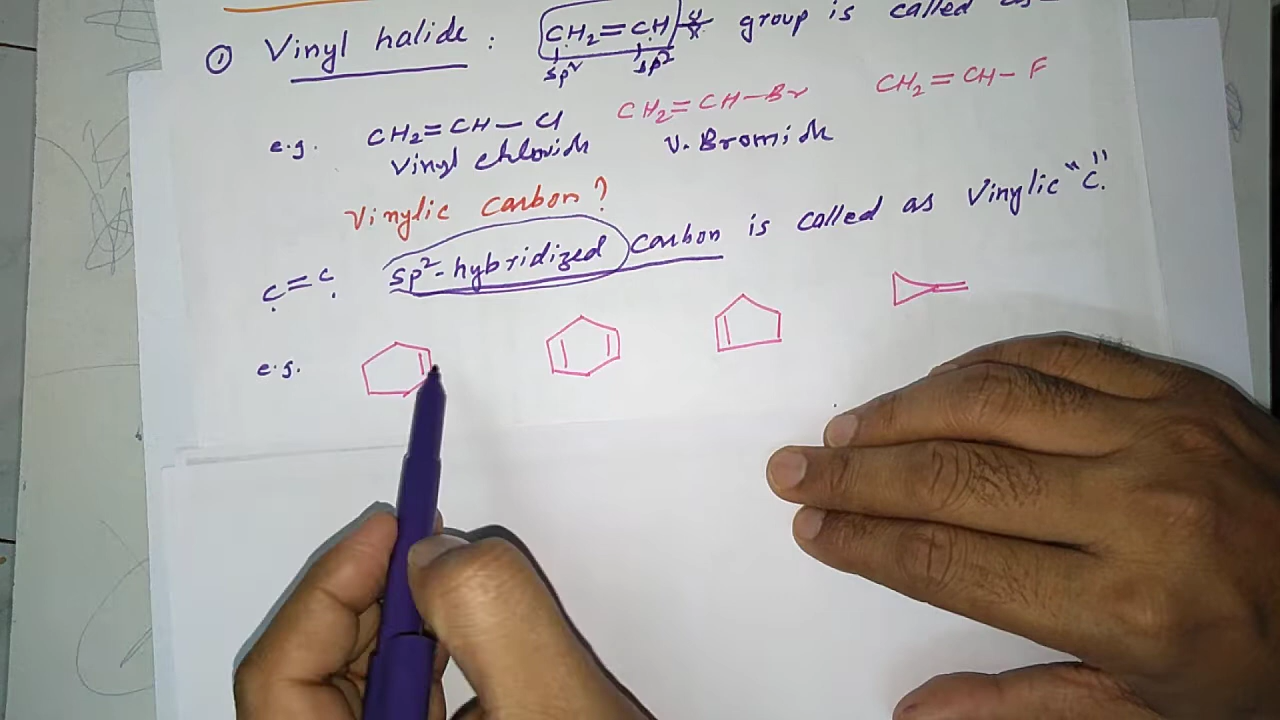 ① Vinyl halide : CH₂=CH-X group is called as
sp² sp²
e.g. CH₂=CH-Cl CH₂=CH-Br CH₂=CH-F
Vinyl chloride V. Bromide
Vinylic carbon?
C=C sp²-hybridized carbon is called as Vinylic "C".
e.g.